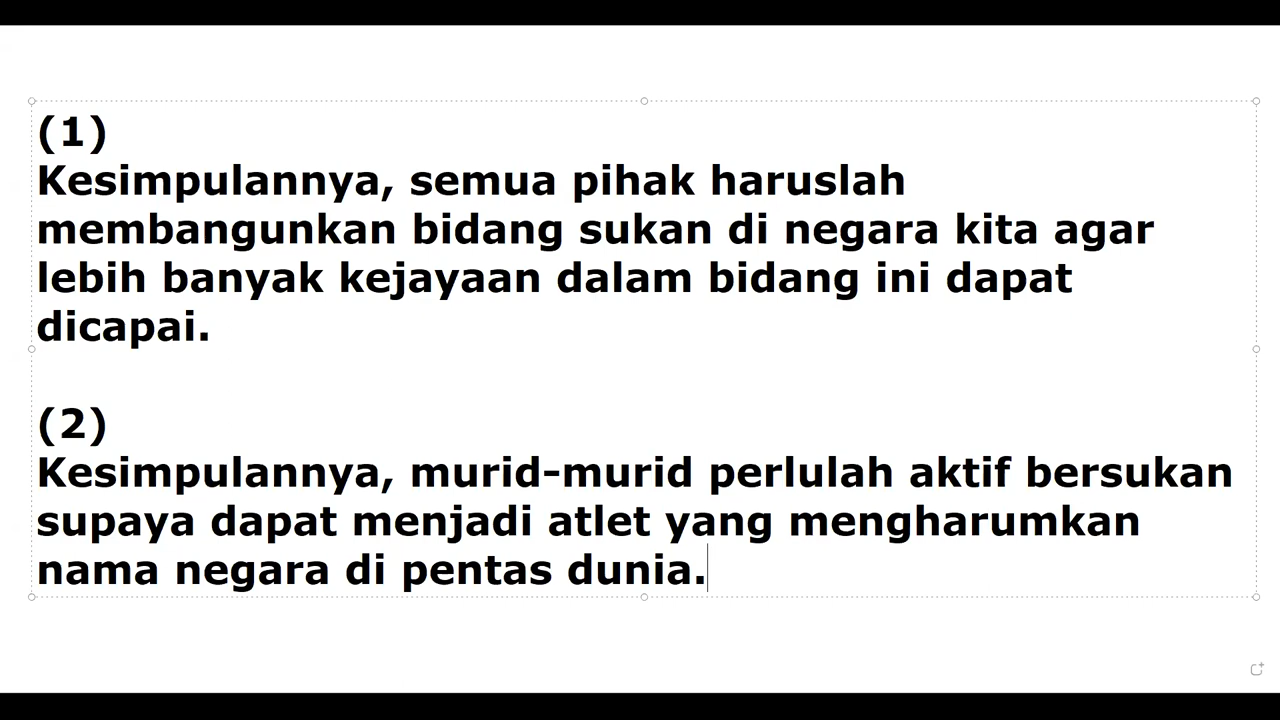 (1)
Kesimpulannya, semua pihak haruslah
membangunkan bidang sukan di negara kita agar
lebih banyak kejayaan dalam bidang ini dapat
dicapai.
(2)
Kesimpulannya, murid-murid perlulah aktif bersukan
supaya dapat menjadi atlet yang mengharumkan
nama negara di pentas dunia.